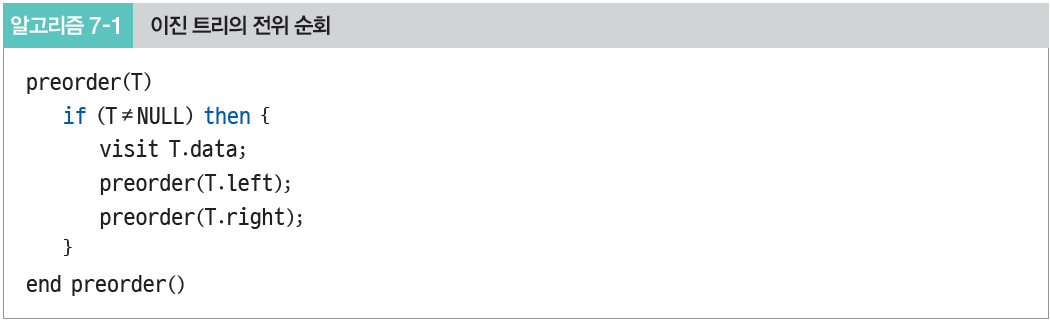 알고리즘 7-1 이진 트리의 전위 순회
preorder(T)
if (T≠NULL) then {
visit T.data;
preorder(T.left);
preorder(T.right);
}
end preorder()